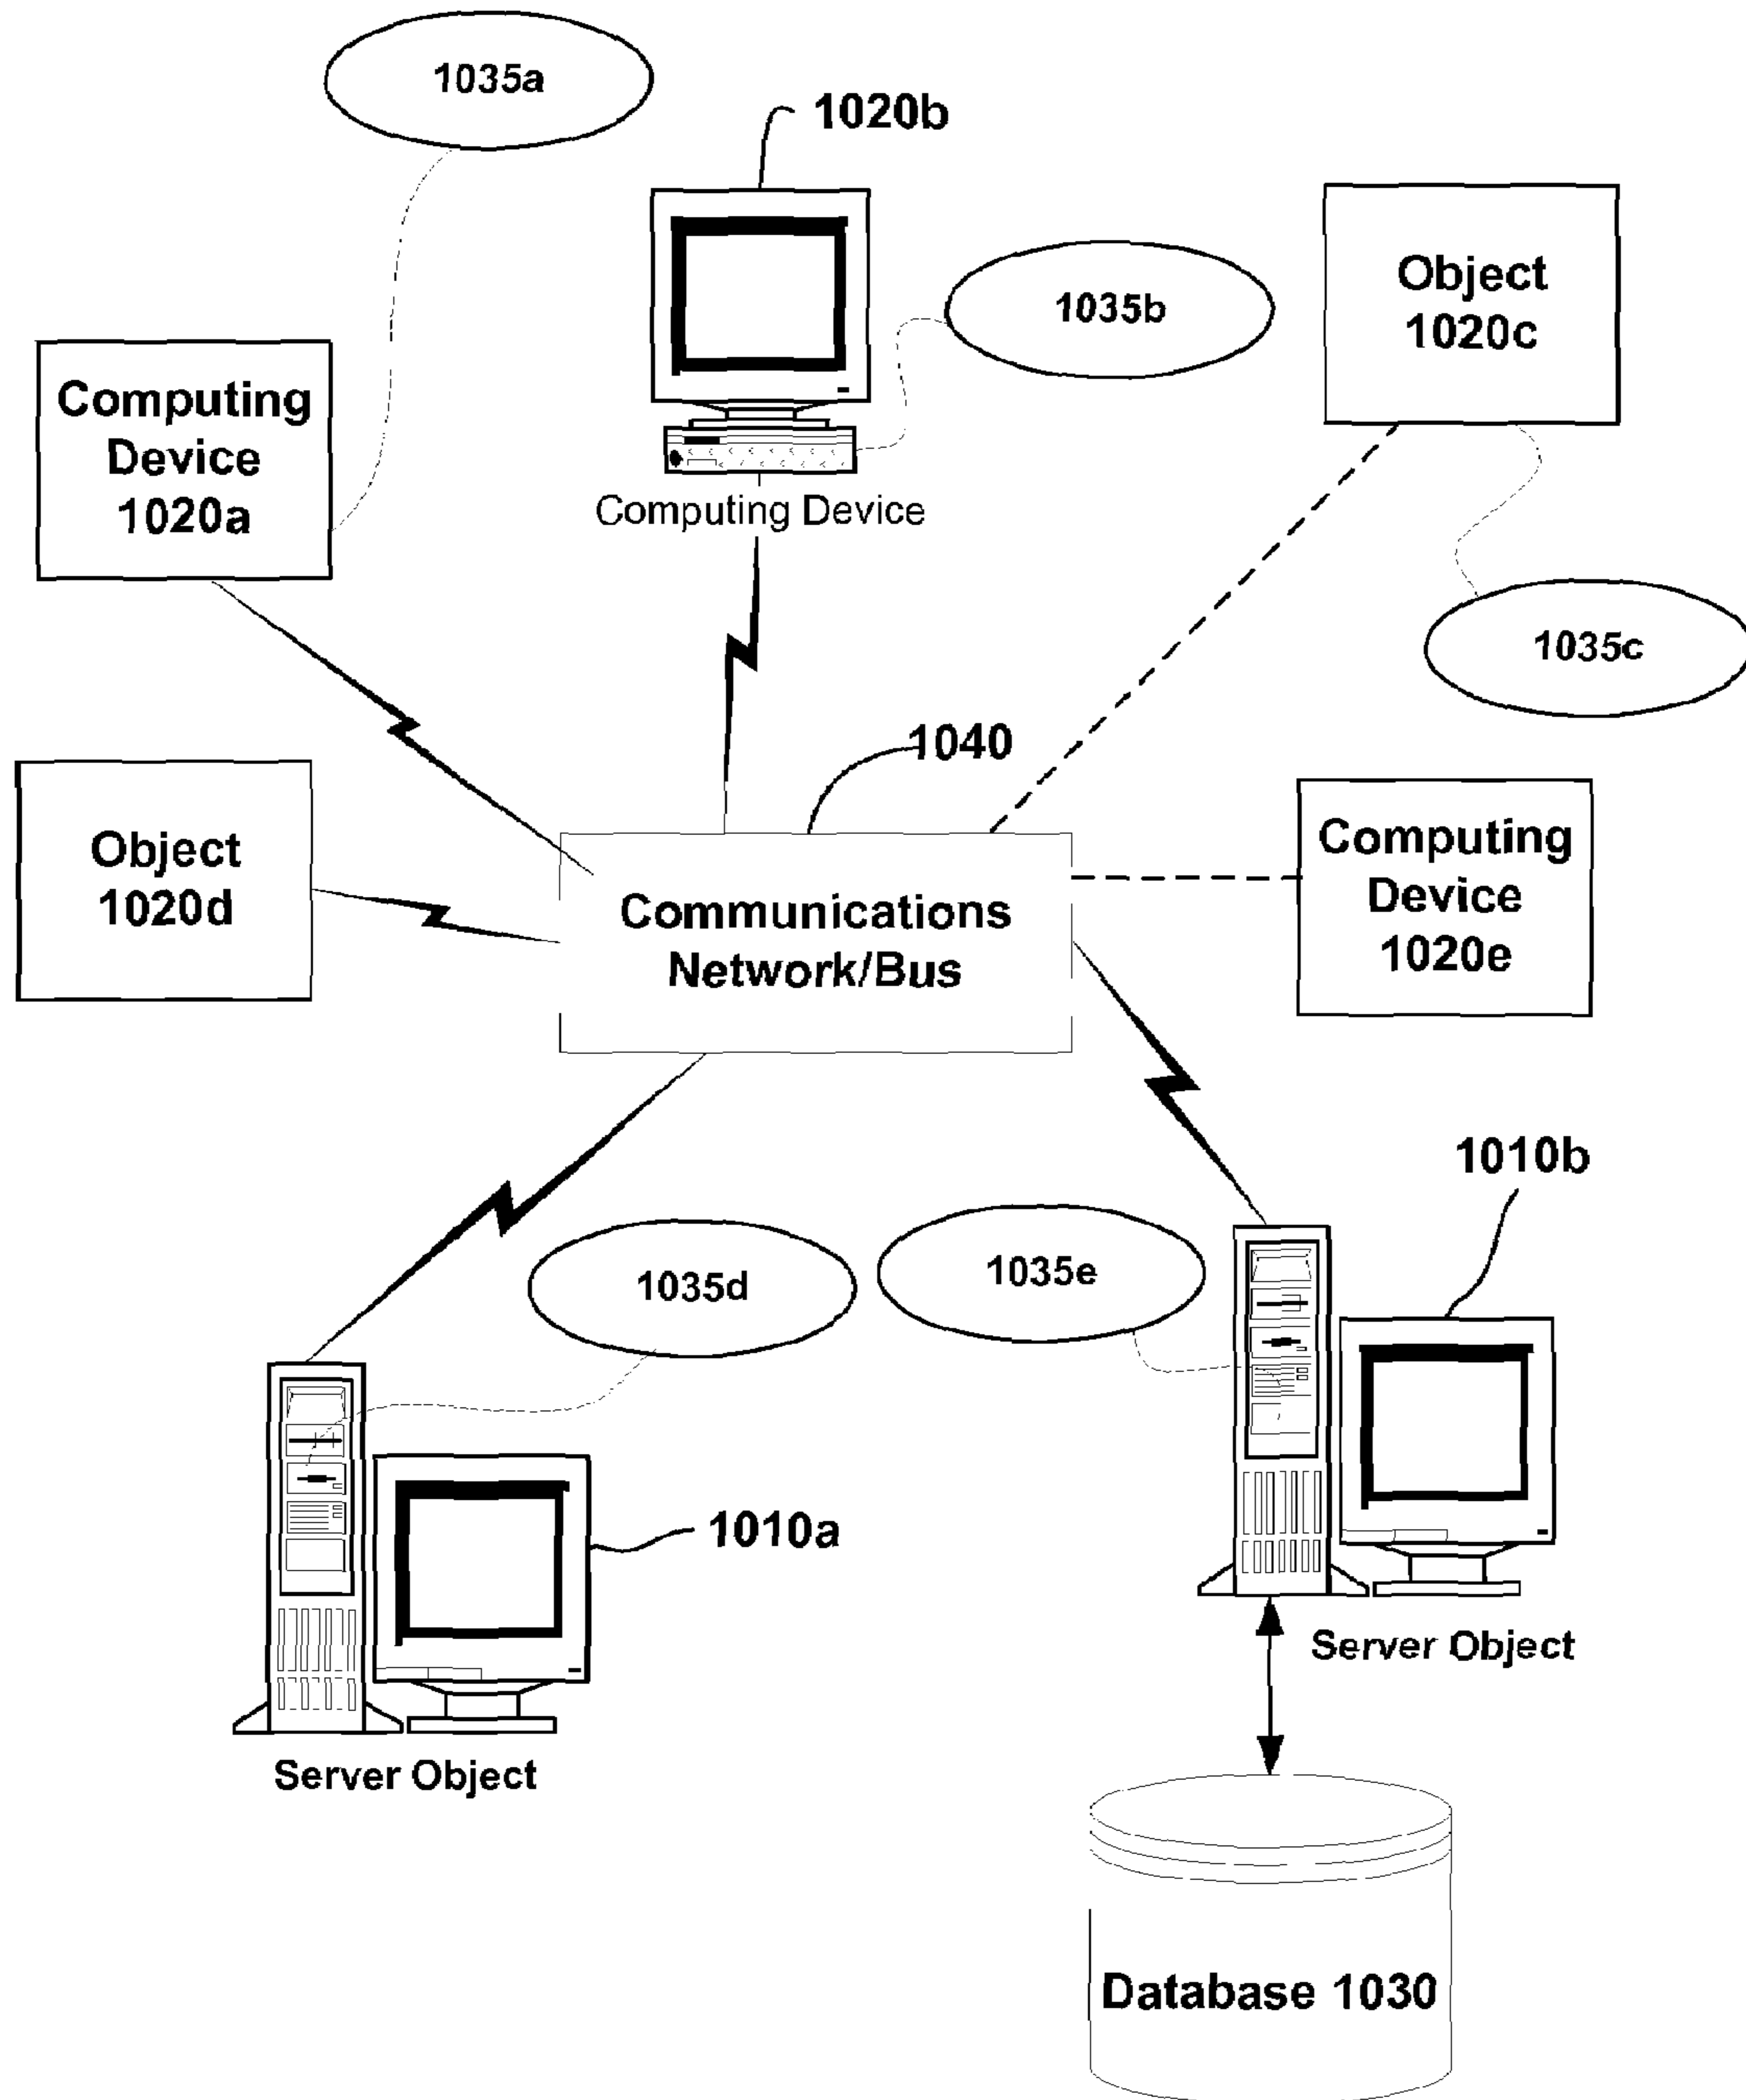 1035a
1020b
Object
1020c
1035b
Computing
Device
1020a
Computing Device
1035c
1040
Object
1020d
Computing
Device
1020e
Communications
Network/Bus
1010b
1035d
1035e
1010a
Server Object
Server Object
Database 1030